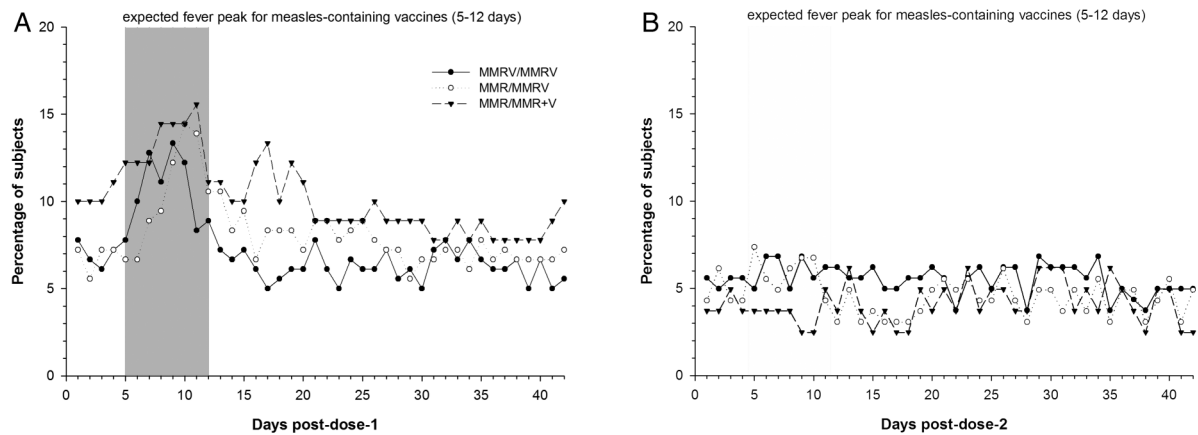 A
expected fever peak for measles-containing vaccines (5-12 days)
20
15
10
5
0
Percentage of subjects
MMRV/MMRV
MMR/MMRV
MMR/MMR+V
0 5 10 15 20 25 30 35 40
Days post-dose-1
B
expected fever peak for measles-containing vaccines (5-12 days)
20
15
10
5
0
Percentage of subjects
0 5 10 15 20 25 30 35 40
Days post-dose-2